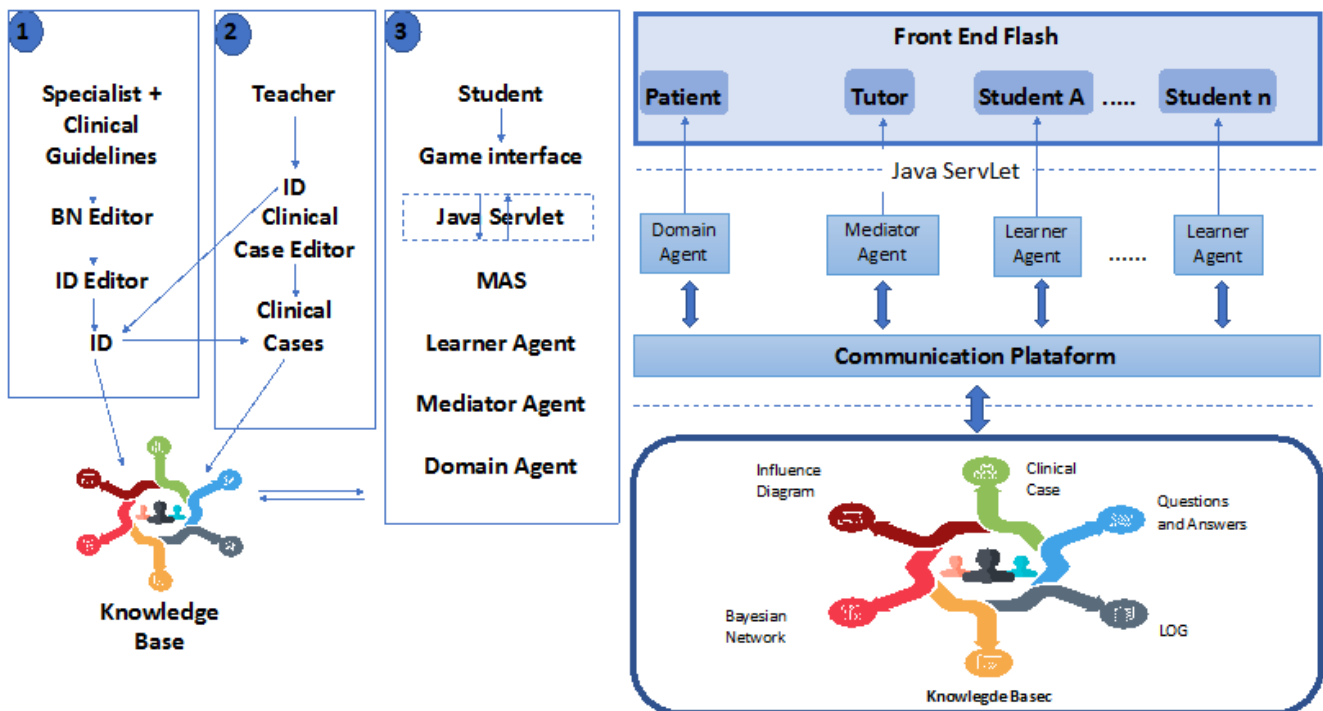 1
Specialist +
Clinical
Guidelines
BN Editor
ID Editor
ID
2
Teacher
ID
Clinical
Case Editor
Clinical
Cases
3
Student
Game interface
Java Servlet
MAS
Learner Agent
Mediator Agent
Domain Agent
Knowledge
Base
Front End Flash
Patient
Tutor
Student A
.....
Student n
Java ServLet
Domain
Agent
Mediator
Agent
Learner
Agent
......
Learner
Agent
Communication Plataform
Influence
Diagram
Clinical
Case
Questions
and Answers
Bayesian
Network
LOG
Knowlegde Basec